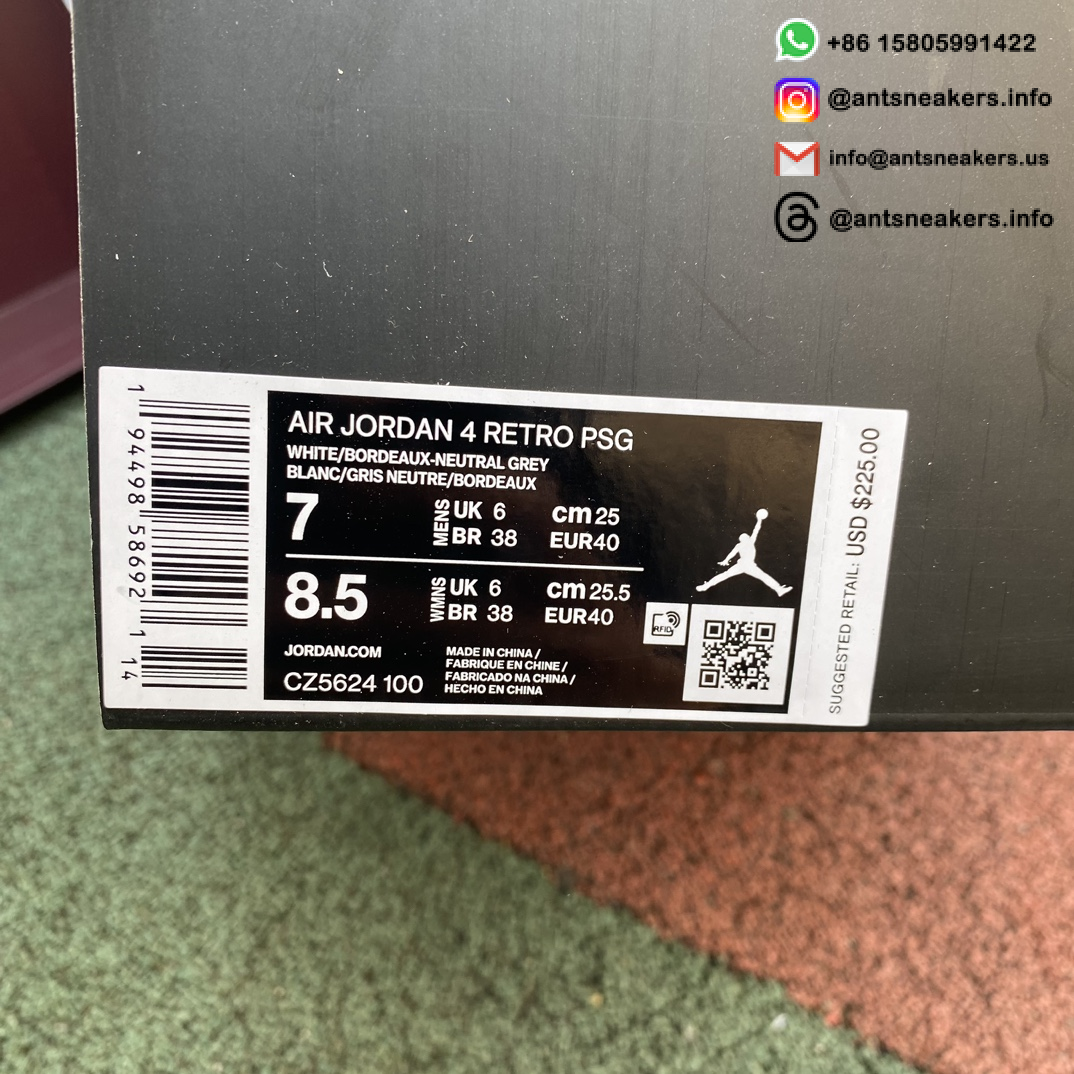 +86 15805991422
@antsneakers.info
info@antsneakers.us
@antsneakers.info
1 94498 58692 1
14
AIR JORDAN 4 RETRO PSG
WHITE/BORDEAUX-NEUTRAL GREY
BLANC/GRIS NEUTRE/BORDEAUX
7 MENS UK 6 cm 25
BR 38 EUR40
8.5 WMNS UK 6 cm 25.5
BR 38 EUR40
RFID
JORDAN.COM
CZ5624 100
MADE IN CHINA /
FABRIQUE EN CHINE /
FABRICADO NA CHINA /
HECHO EN CHINA
SUGGESTED RETAIL: USD $225.00